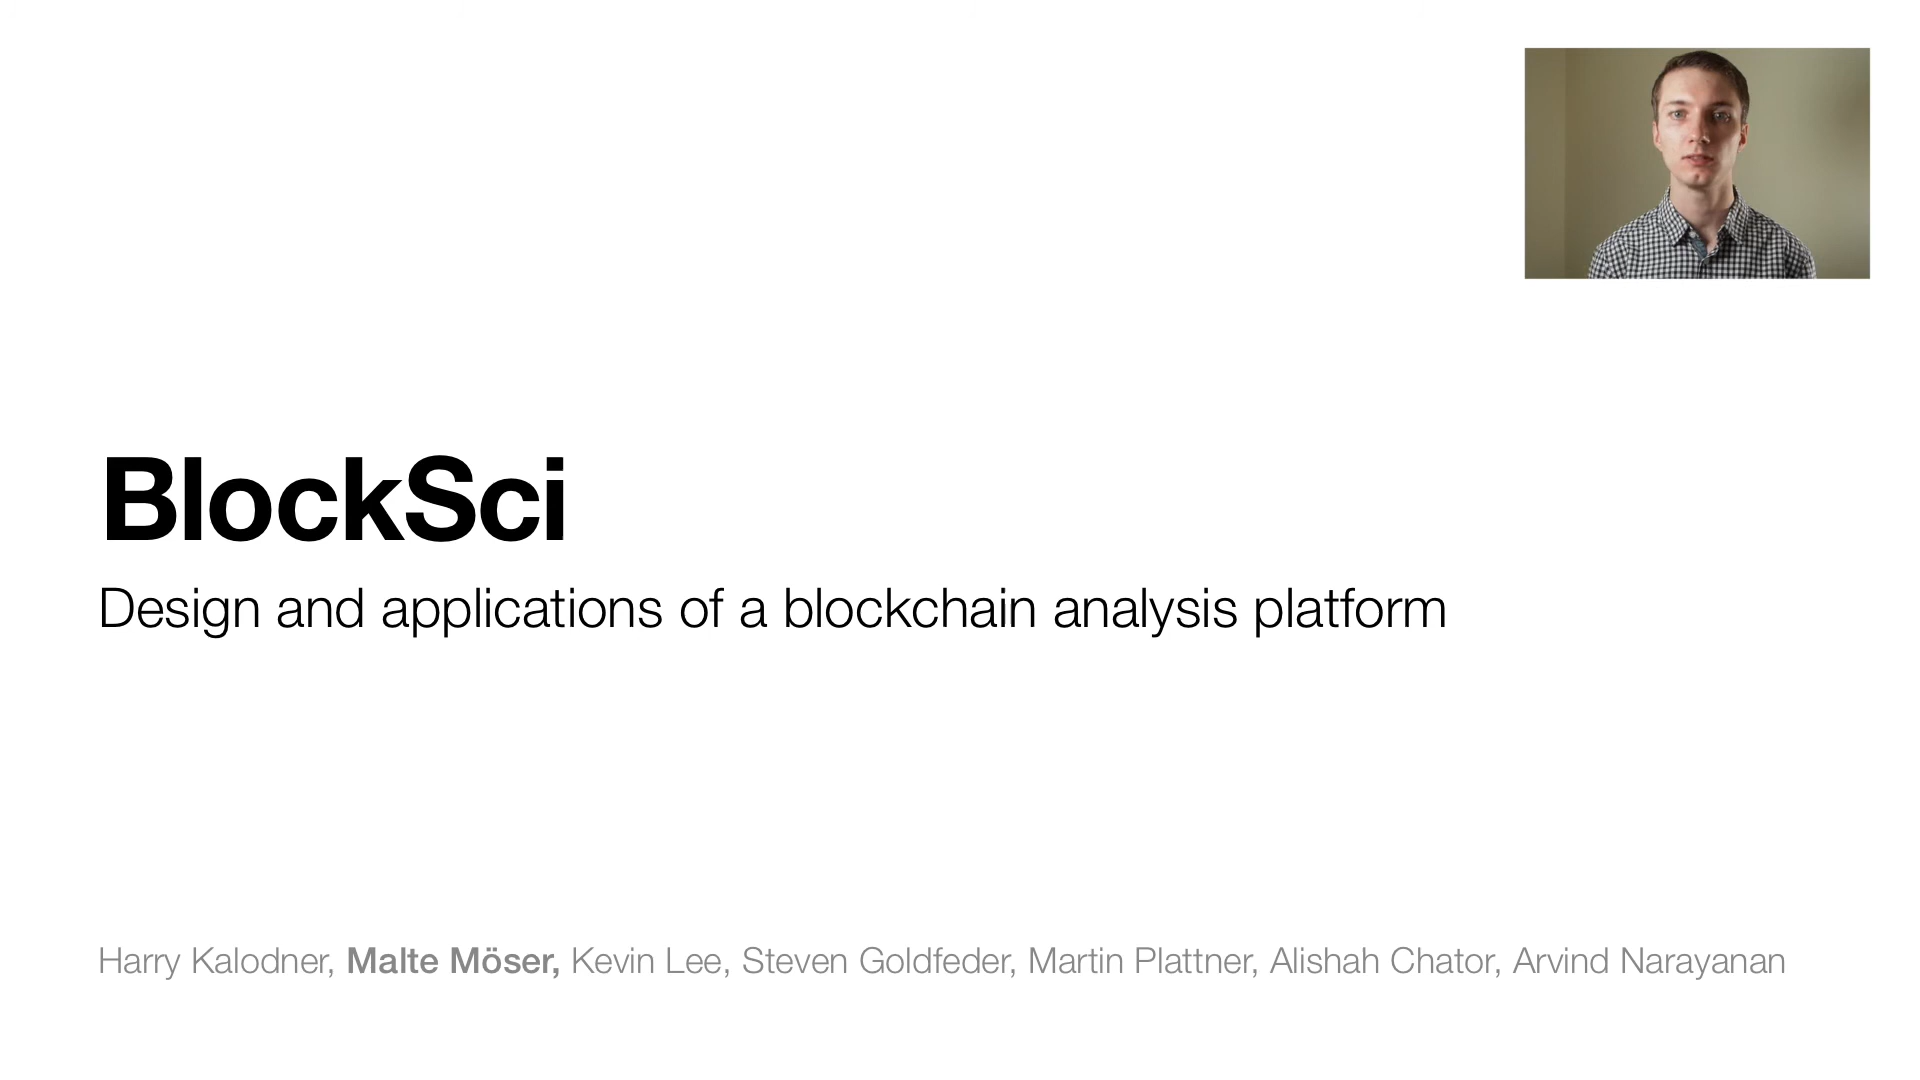 BlockSci
Design and applications of a blockchain analysis platform
Harry Kalodner, Malte Möser, Kevin Lee, Steven Goldfeder, Martin Plattner, Alishah Chator, Arvind Narayanan